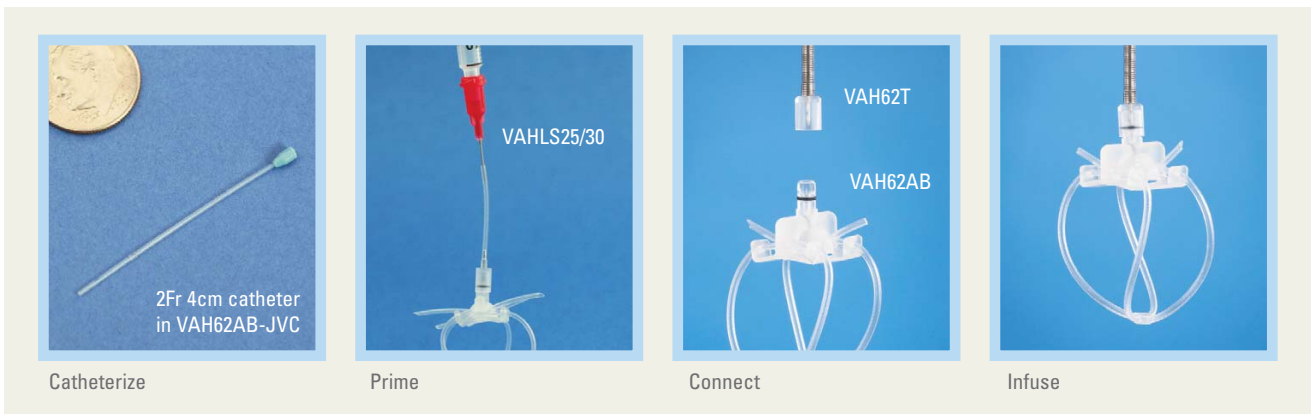 2Fr 4cm catheter
in VAH62AB-JVC
VAHLS25/30
VAH62T
VAH62AB
Catheterize
Prime
Connect
Infuse